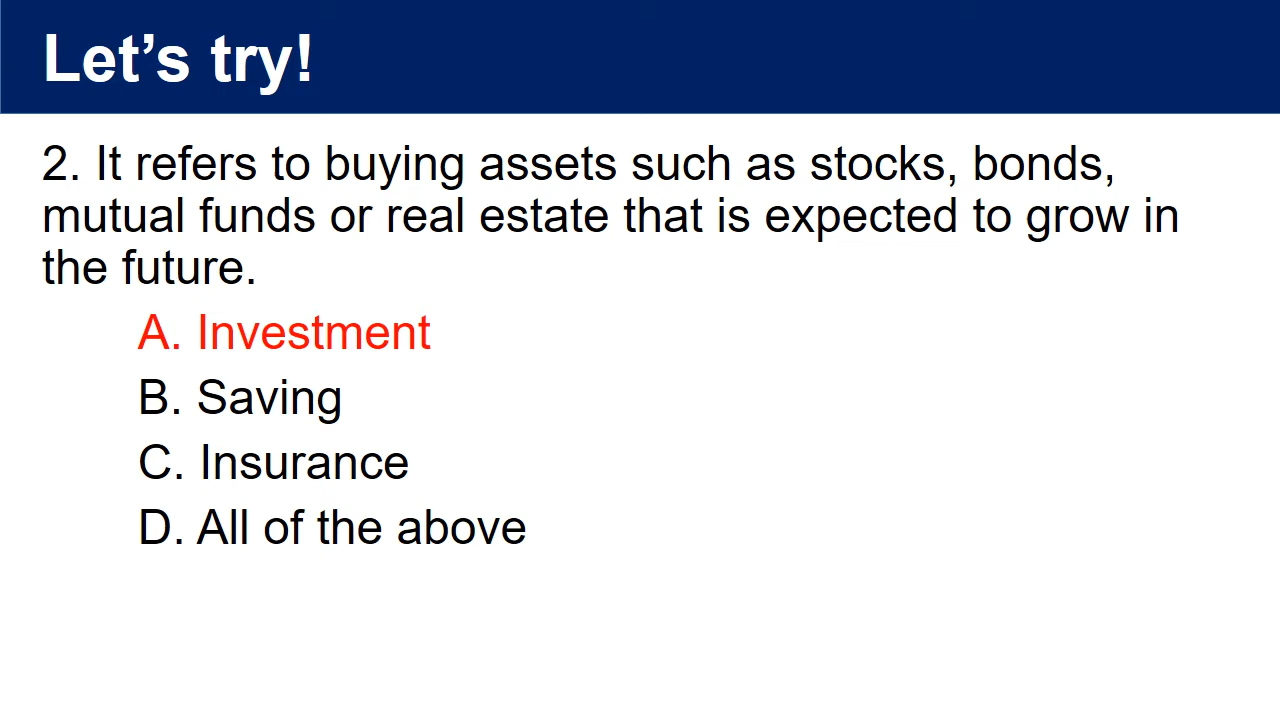 Let’s try!
2. It refers to buying assets such as stocks, bonds,
mutual funds or real estate that is expected to grow in
the future.
A. Investment
B. Saving
C. Insurance
D. All of the above